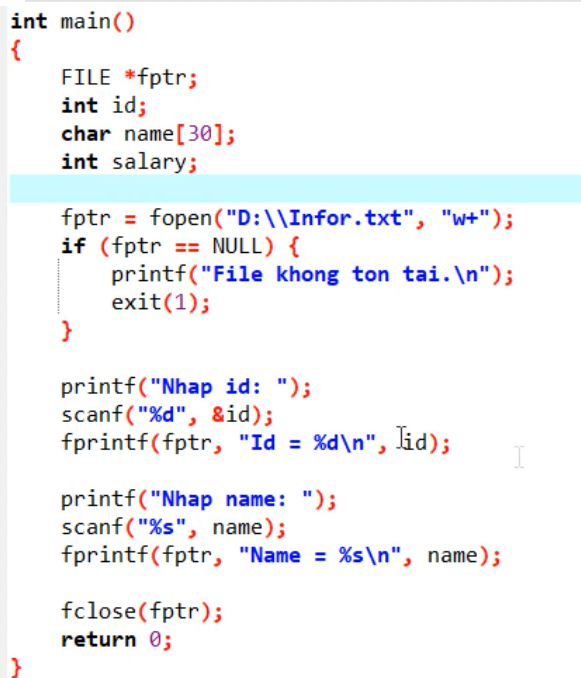 int main()
{
FILE *fptr;
int id;
char name[30];
int salary;
fptr = fopen("D:\\Infor.txt", "w+");
if (fptr == NULL) {
printf("File khong ton tai.\n");
exit(1);
}
printf("Nhap id: ");
scanf("%d", &id);
fprintf(fptr, "Id = %d\n", id);
printf("Nhap name: ");
scanf("%s", name);
fprintf(fptr, "Name = %s\n", name);
fclose(fptr);
return 0;
}